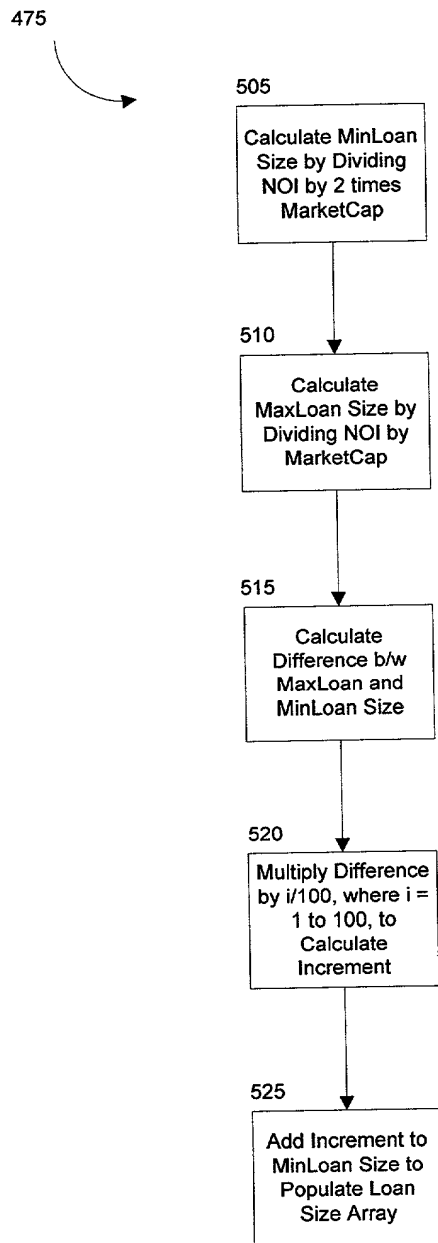 475
505
Calculate MinLoan
Size by Dividing
NOI by 2 times
MarketCap
510
Calculate
MaxLoan Size by
Dividing NOI by
MarketCap
515
Calculate
Difference b/w
MaxLoan and
MinLoan Size
520
Multiply Difference
by i/100, where i =
1 to 100, to
Calculate
Increment
525
Add Increment to
MinLoan Size to
Populate Loan
Size Array